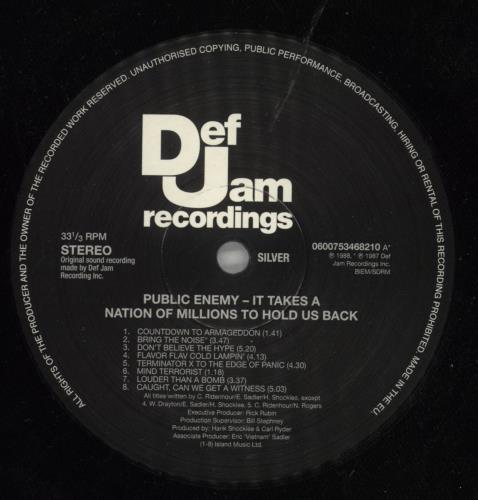 ALL RIGHTS OF THE PRODUCER AND THE OWNER OF THE RECORDED WORK RESERVED. UNAUTHORISED COPYING, PUBLIC PERFORMANCE, BROADCASTING, HIRING OR RENTAL OF THIS RECORDING PROHIBITED. MADE IN THE EU.
Def
Jam
recordings
33 1/3 RPM
STEREO
Original sound recording
made by Def Jam
Recording Inc.
SILVER
0600753468210 A*
℗ 1988, * ℗ 1987 Def
Jam Recordings Inc.
BIEM/SDRM
PUBLIC ENEMY – IT TAKES A
NATION OF MILLIONS TO HOLD US BACK
1. COUNTDOWN TO ARMAGEDDON (1.41)
2. BRING THE NOISE* (3.47)
3. DON'T BELIEVE THE HYPE (5.20)
4. FLAVOR FLAV COLD LAMPIN' (4.13)
5. TERMINATOR X TO THE EDGE OF PANIC (4.30)
6. MIND TERRORIST (1.18)
7. LOUDER THAN A BOMB (3.37)
8. CAUGHT, CAN WE GET A WITNESS (5.03)
All titles written by C. Ridenhour/E. Sadler/H. Shocklee, except
4. W. Drayton/E. Sadler/H. Shocklee, 5. C. Ridenhour/N. Rogers
Executive Producer: Rick Rubin
Production Supervisor: Bill Stephney
Produced by: Hank Shocklee & Carl Ryder
Associate Producer: Eric 'Vietnam' Sadler
(1-8) Island Music Ltd.